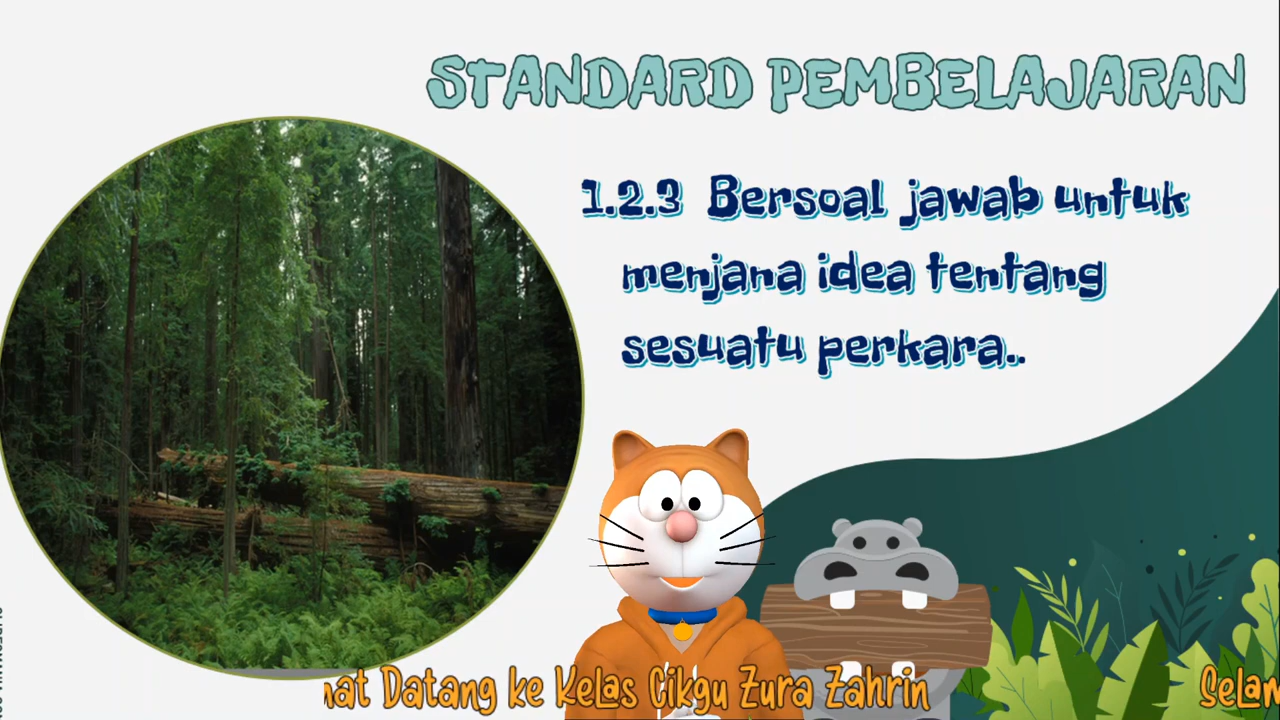 STANDARD PEMBELAJARAN
1.2.3 Bersoal jawab untuk
menjana idea tentang
sesuatu perkara..
Datang ke Kelas Cikgu Zura Zahrin